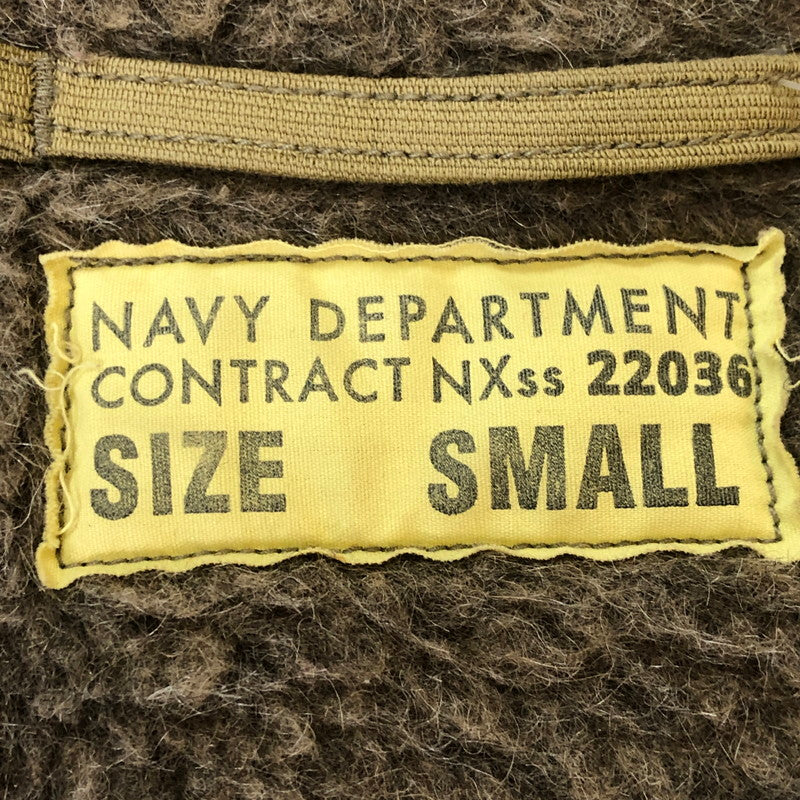 NAVY DEPARTMENT
CONTRACT NXss 22036
SIZE SMALL